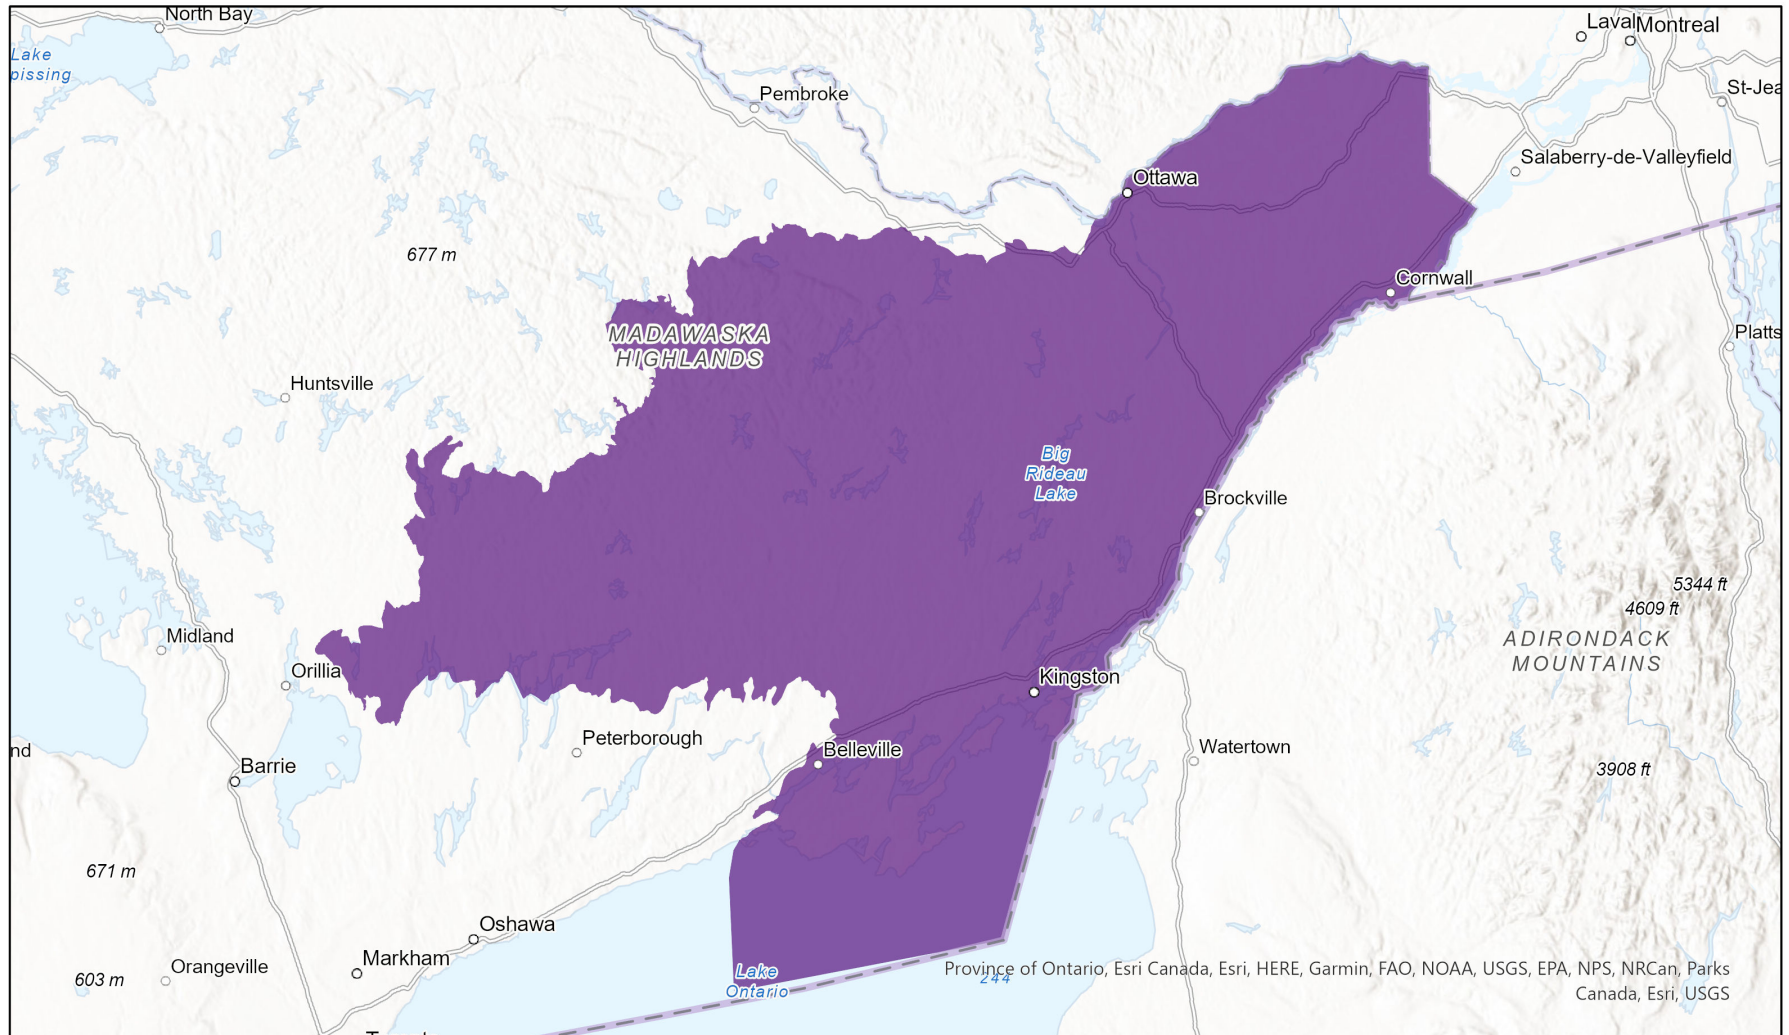 North Bay
Laval
Montreal
Lake
pissing
St-Jea
Pembroke
Salaberry-de-Valleyfield
Ottawa
677 m
Cornwall
MADAWASKA
HIGHLANDS
Platts
Huntsville
Big
Rideau
Lake
Brockville
5344 ft
4609 ft
Midland
ADIRONDACK
MOUNTAINS
Orillia
Kingston
Peterborough
nd
Belleville
Watertown
Barrie
3908 ft
671 m
Oshawa
Markham
Orangeville
603 m
Lake
Ontario
244
Province of Ontario, Esri Canada, Esri, HERE, Garmin, FAO, NOAA, USGS, EPA, NPS, NRCan, Parks
Canada, Esri, USGS